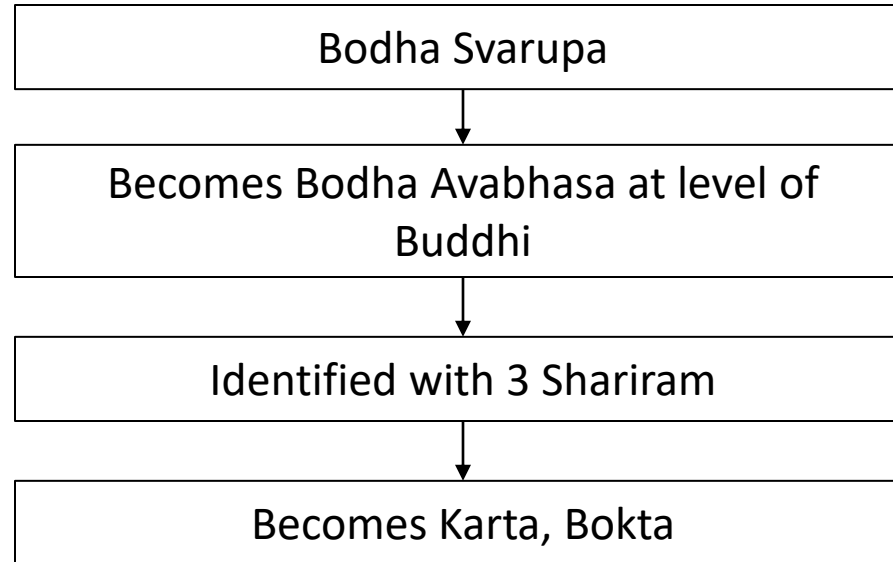 Bodha Svarupa
Becomes Bodha Avabhasa at level of
Buddhi
Identified with 3 Shariram
Becomes Karta, Bokta